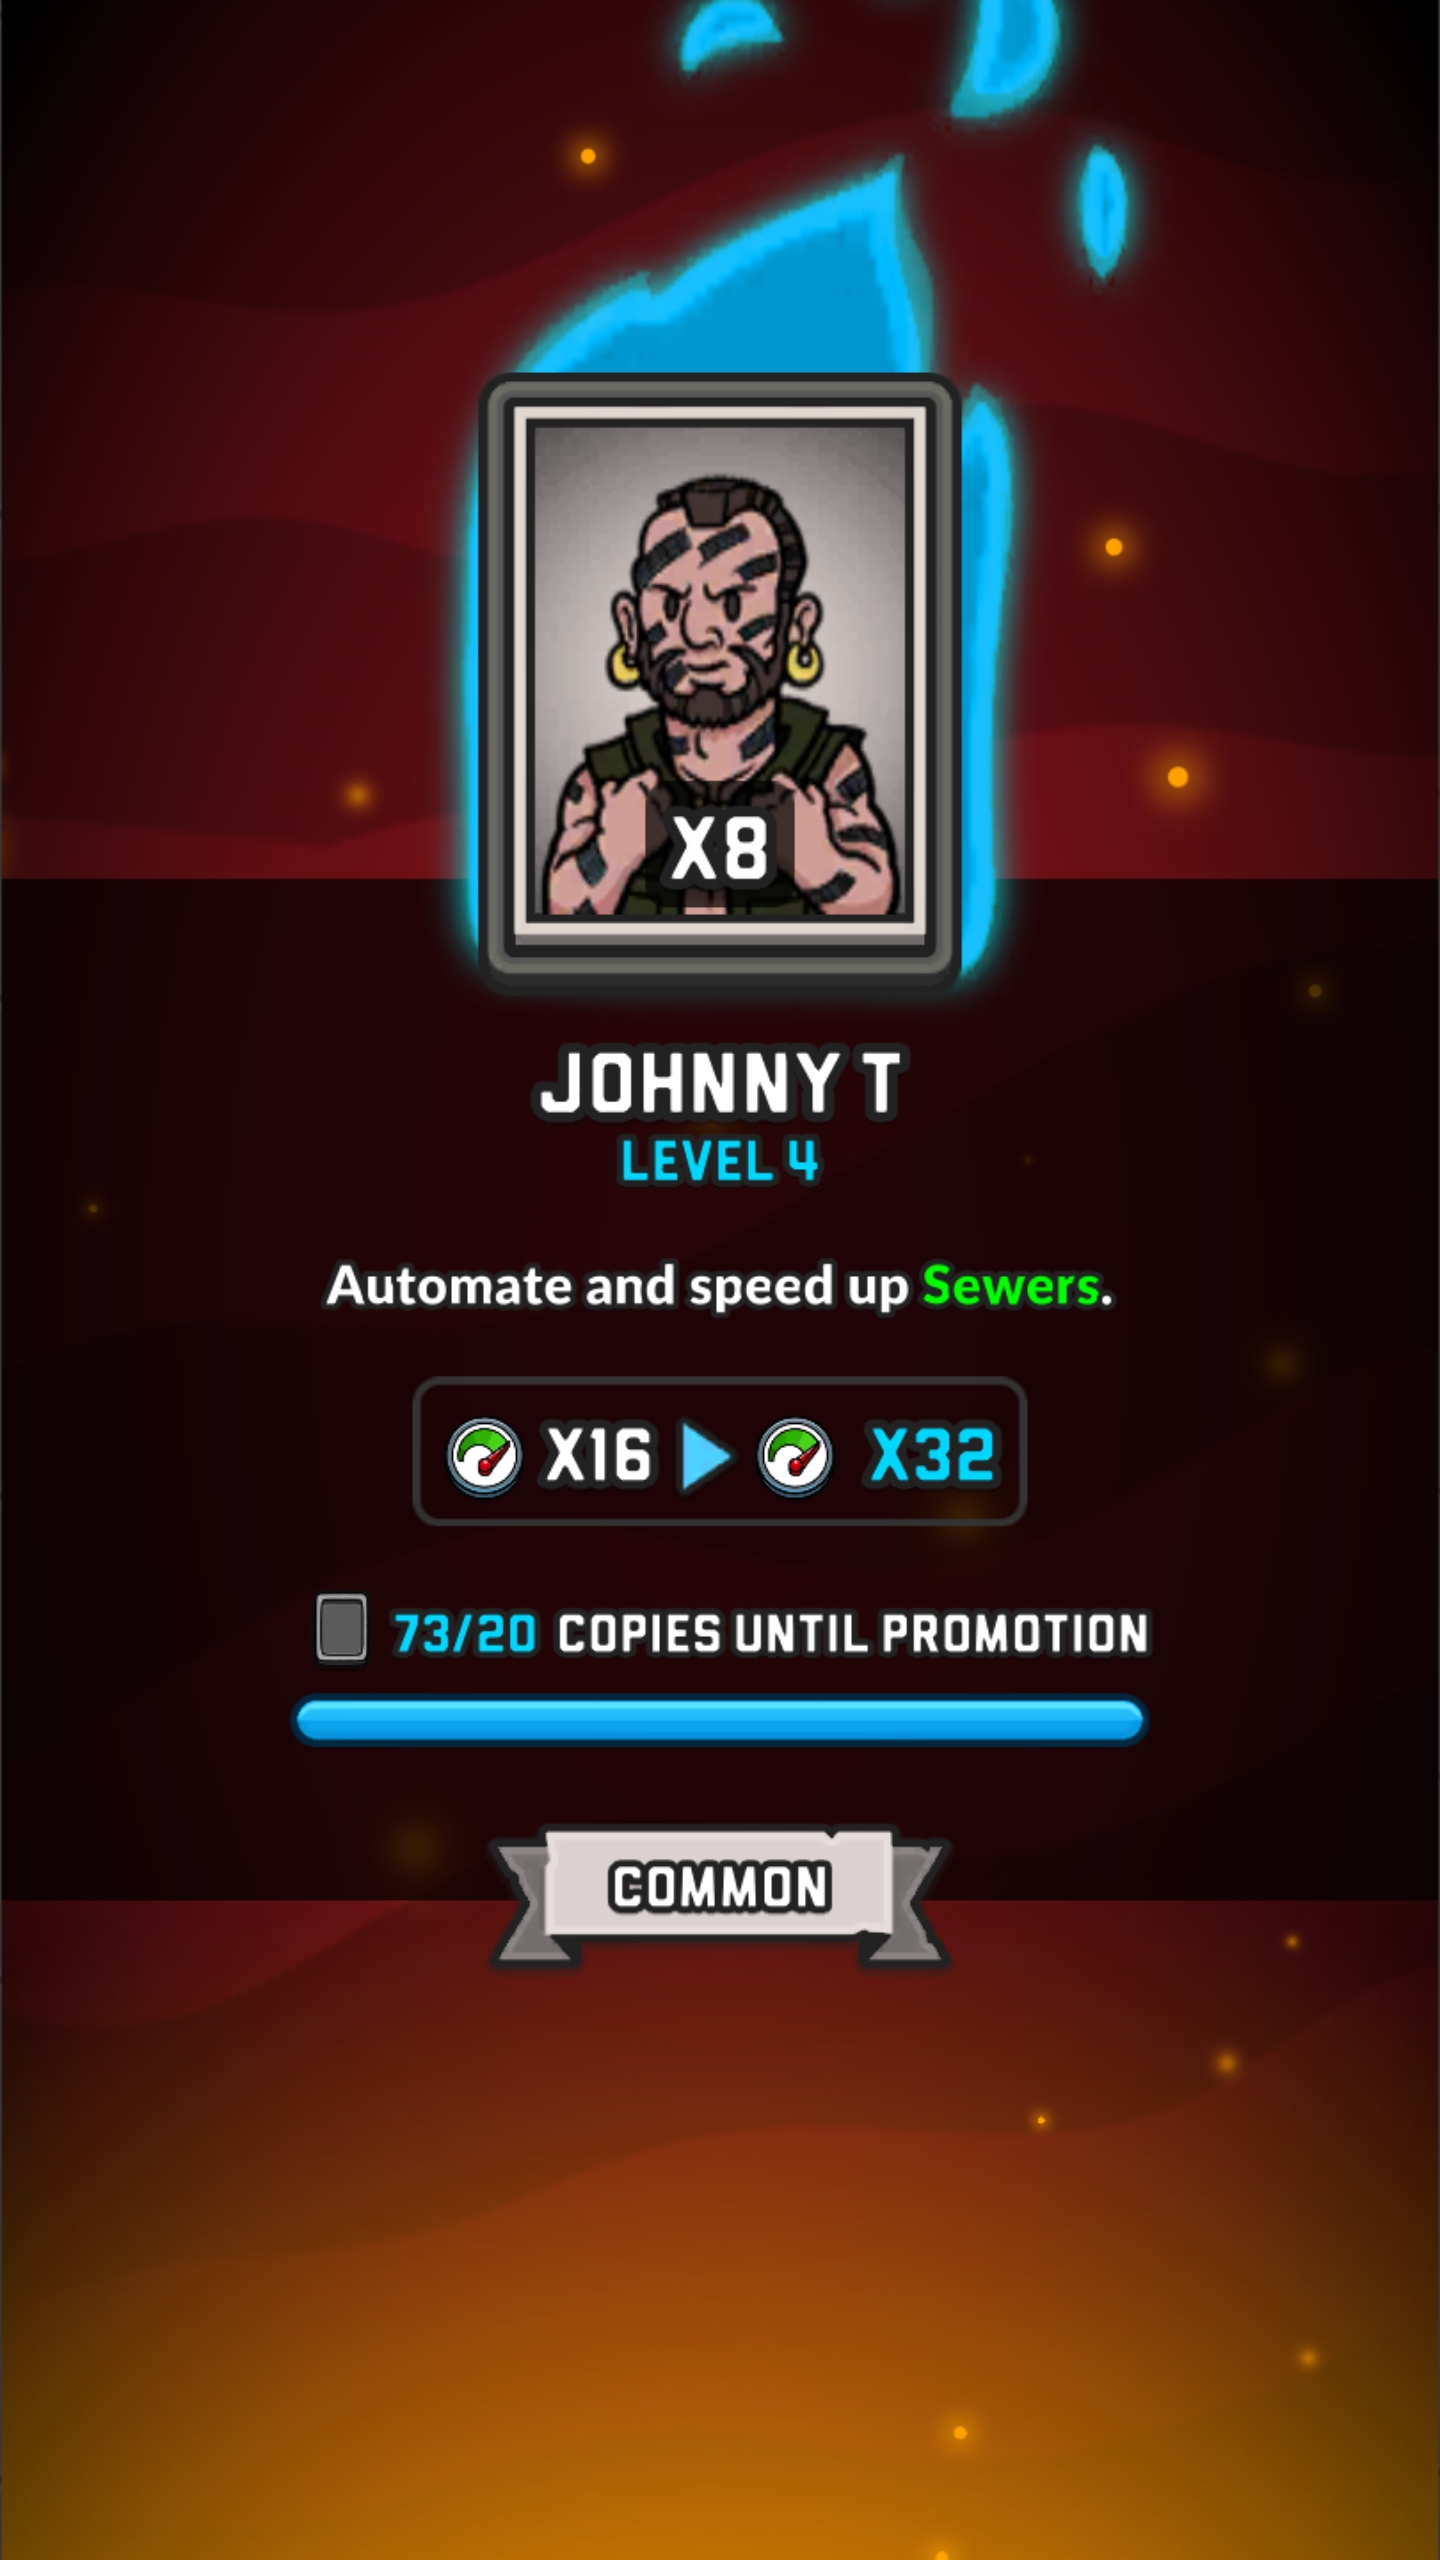 X8
JOHNNY T
LEVEL 4
Automate and speed up Sewers.
X16 X32
73/20 COPIES UNTIL PROMOTION
COMMON